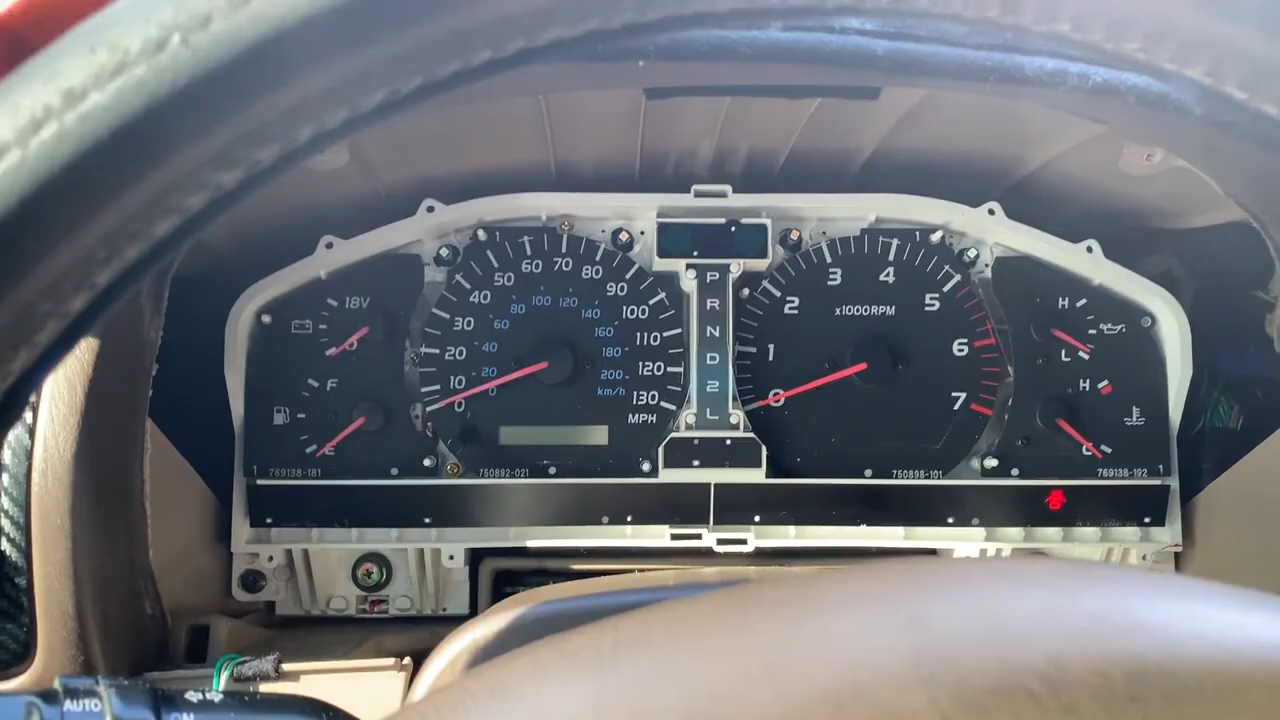 18V
F
E
1 769138-181
1
0
10
20
30
40
50
60
70
80
90
100
110
120
130
MPH
0
20
40
60
80
100
120
140
160
180
200
km/h
750892-021
P
R
N
D
2
L
0
1
2
3
4
5
6
7
x1000RPM
1
750898-101
H
L
H
C
769138-192 1
AUTO
ON